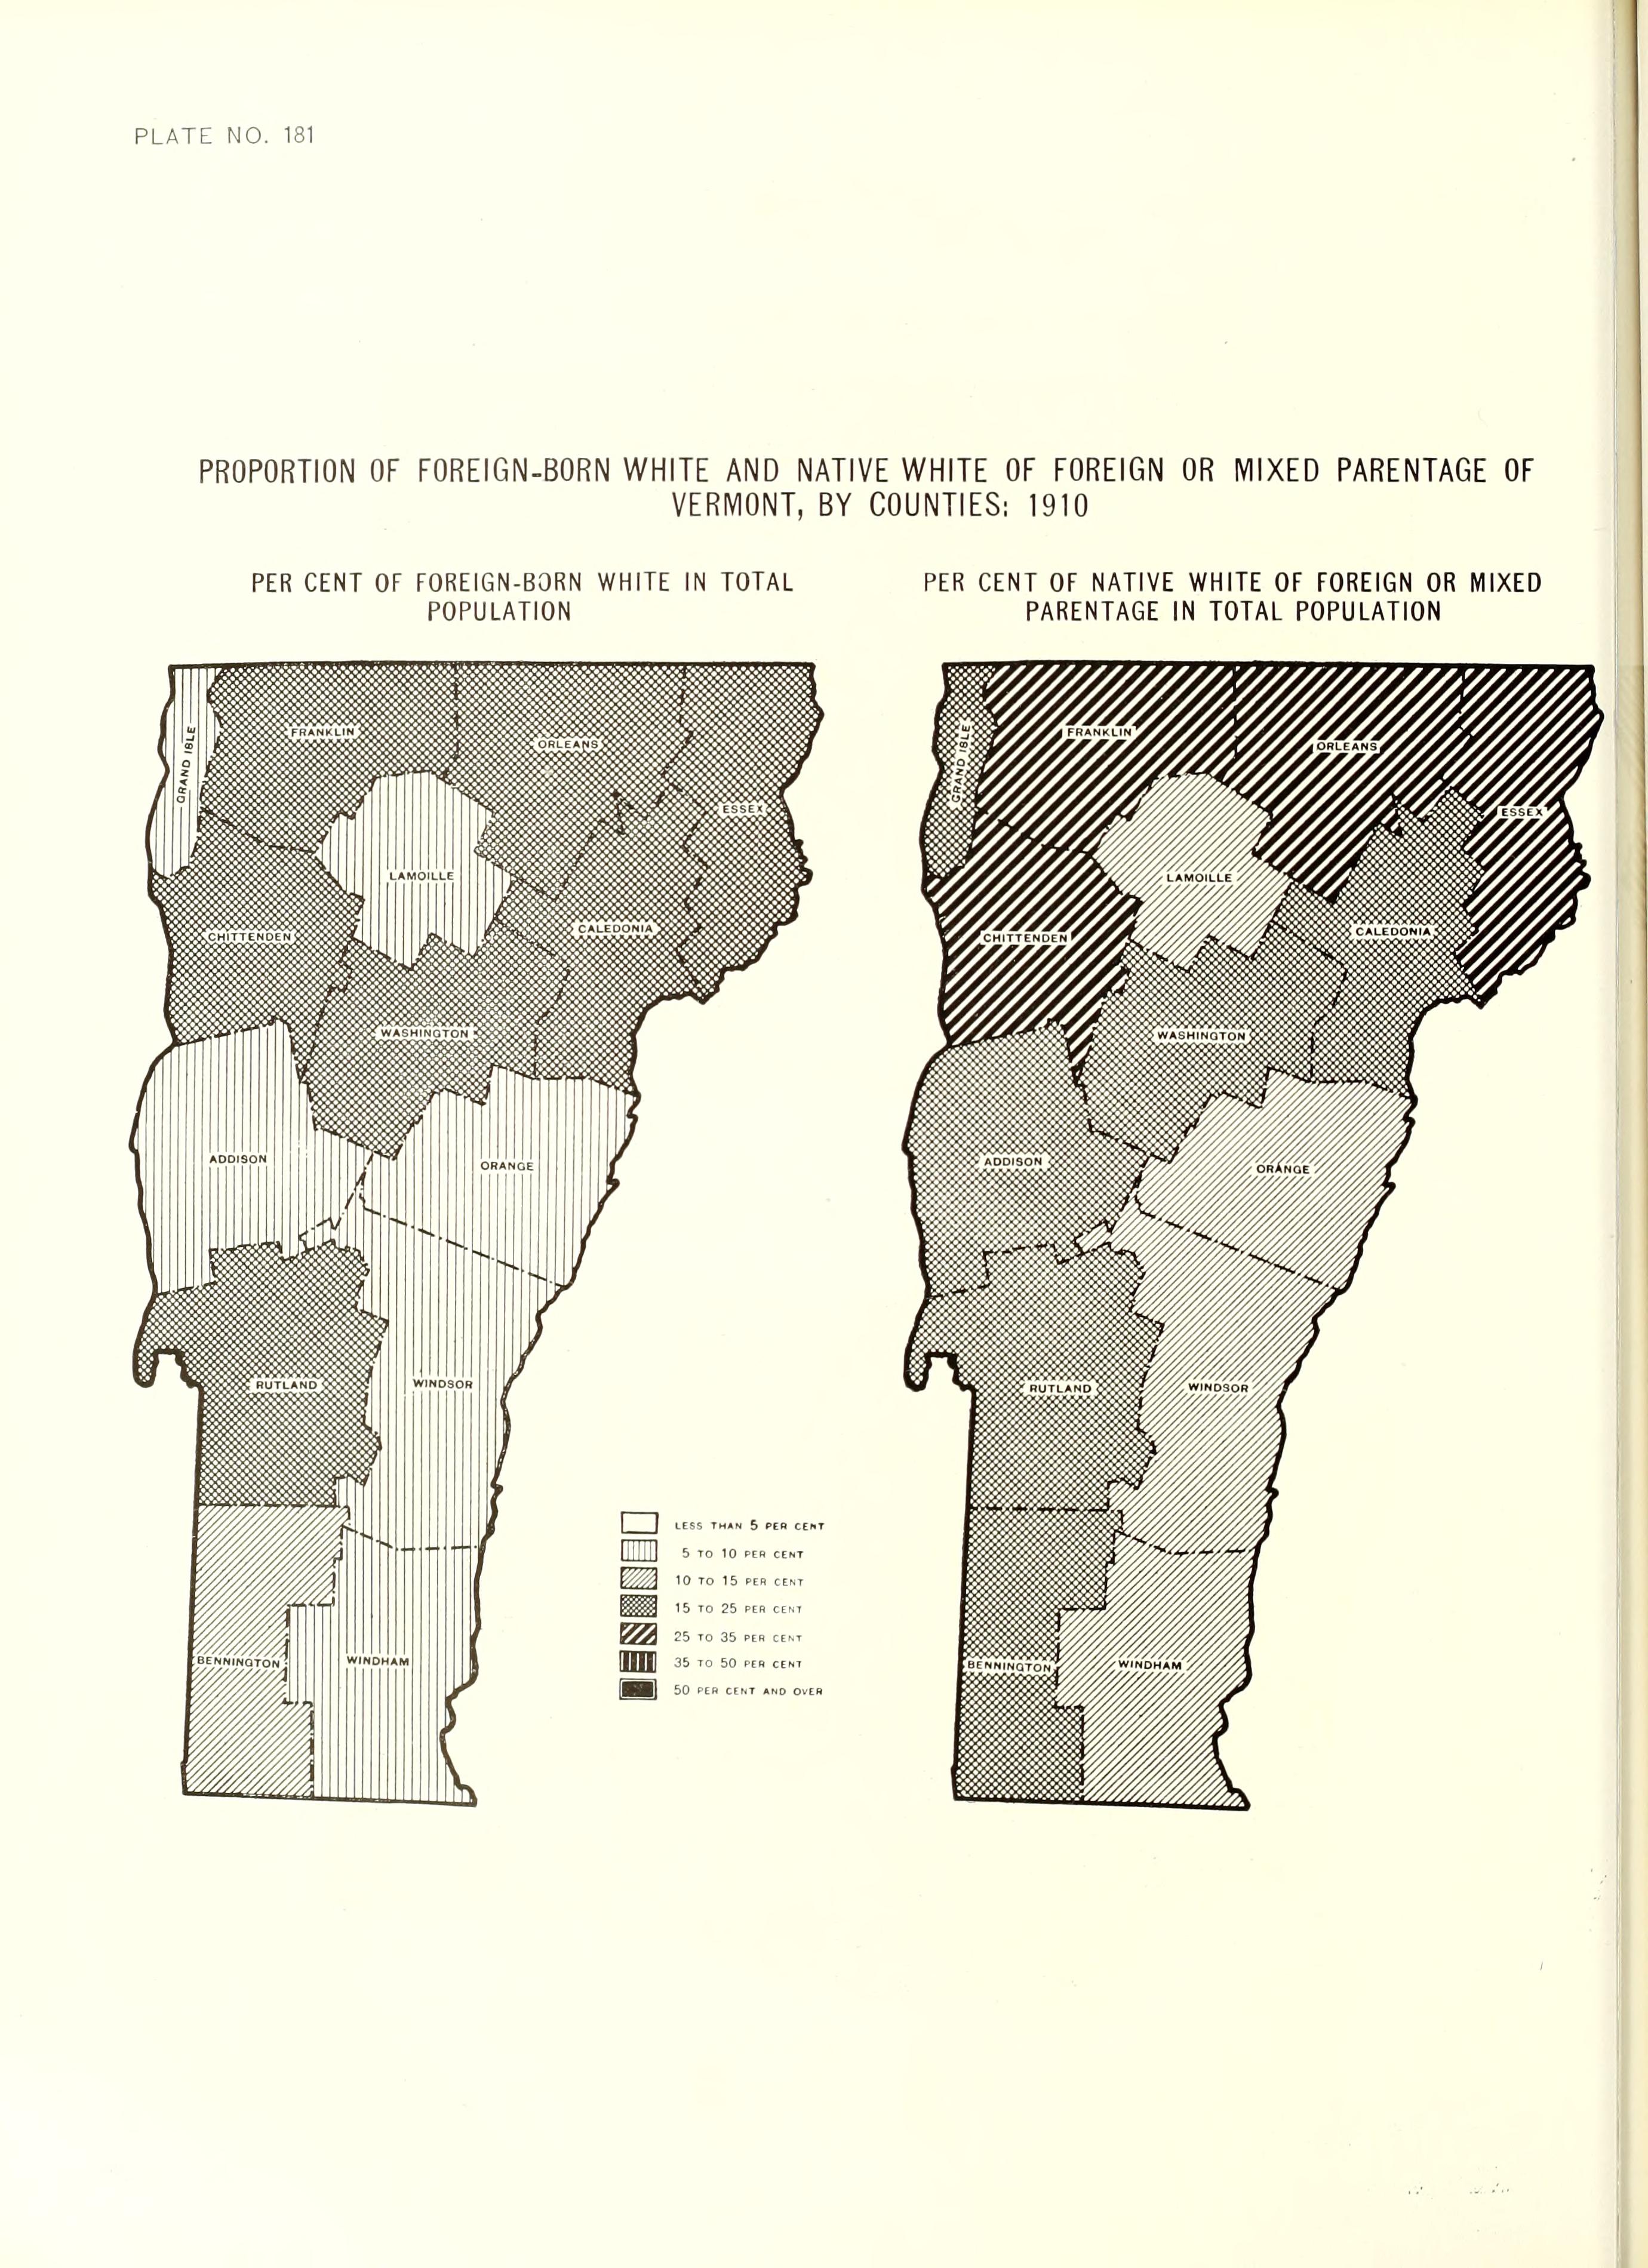 PLATE NO. 181
PROPORTION OF FOREIGN-BORN WHITE AND NATIVE WHITE OF FOREIGN OR MIXED PARENTAGE OF
VERMONT, BY COUNTIES: 1910
PER CENT OF FOREIGN-BORN WHITE IN TOTAL
POPULATION
GRAND ISLE
FRANKLIN
ORLEANS
ESSEX
LAMOILLE
CHITTENDEN
CALEDONIA
WASHINGTON
ADDISON
ORANGE
RUTLAND
WINDSOR
BENNINGTON
WINDHAM
LESS THAN 5 PER CENT
5 TO 10 PER CENT
10 TO 15 PER CENT
15 TO 25 PER CENT
25 TO 35 PER CENT
35 TO 50 PER CENT
50 PER CENT AND OVER
PER CENT OF NATIVE WHITE OF FOREIGN OR MIXED
PARENTAGE IN TOTAL POPULATION
GRAND ISLE
FRANKLIN
ORLEANS
ESSEX
LAMOILLE
CHITTENDEN
CALEDONIA
WASHINGTON
ADDISON
ORANGE
RUTLAND
WINDSOR
BENNINGTON
WINDHAM